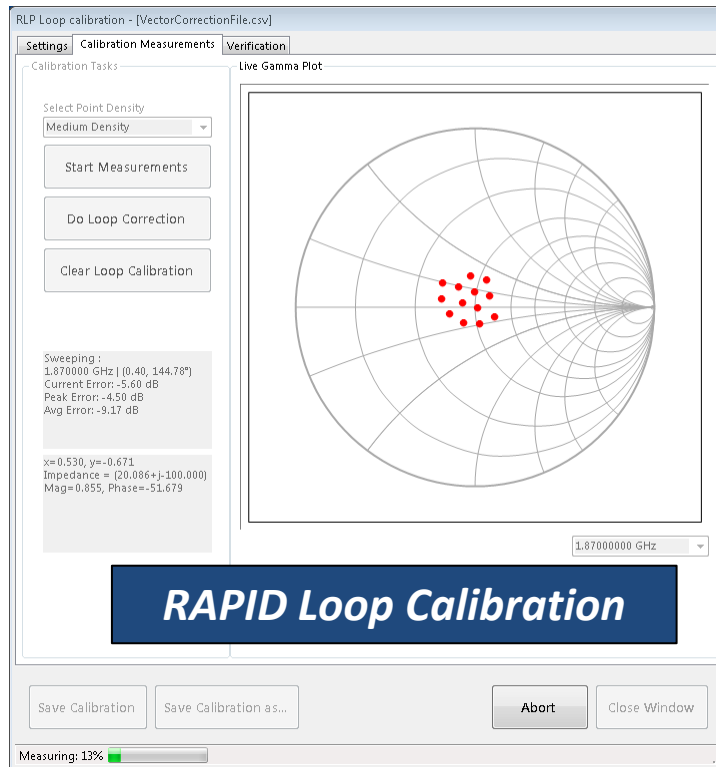 RLP Loop calibration - [VectorCorrectionFile.csv]
Settings Calibration Measurements Verification
Calibration Tasks
Live Gamma Plot
Select Point Density
Medium Density
Start Measurements
Do Loop Correction
Clear Loop Calibration
Sweeping :
1.870000 GHz | (0.40, 144.78°)
Current Error: -5.60 dB
Peak Error: -4.50 dB
Avg Error: -9.17 dB
x=0.530, y=-0.671
Impedance = (20.086+j-100.000)
Mag=0.855, Phase=-51.679
1.87000000 GHz
RAPID Loop Calibration
Save Calibration Save Calibration as... Abort Close Window
Measuring: 13%